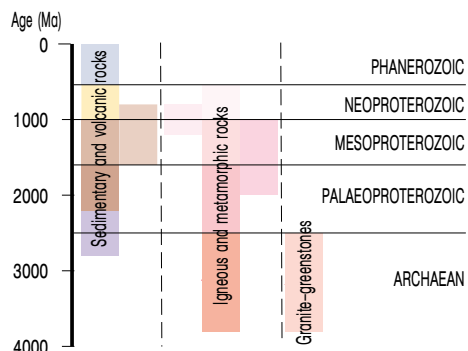 Age (Ma)
0
1000
2000
3000
4000
Sedimentary and volcanic rocks
Igneous and metamorphic rocks
Granite–greenstones
PHANEROZOIC
NEOPROTEROZOIC
MESOPROTEROZOIC
PALAEOPROTEROZOIC
ARCHAEAN